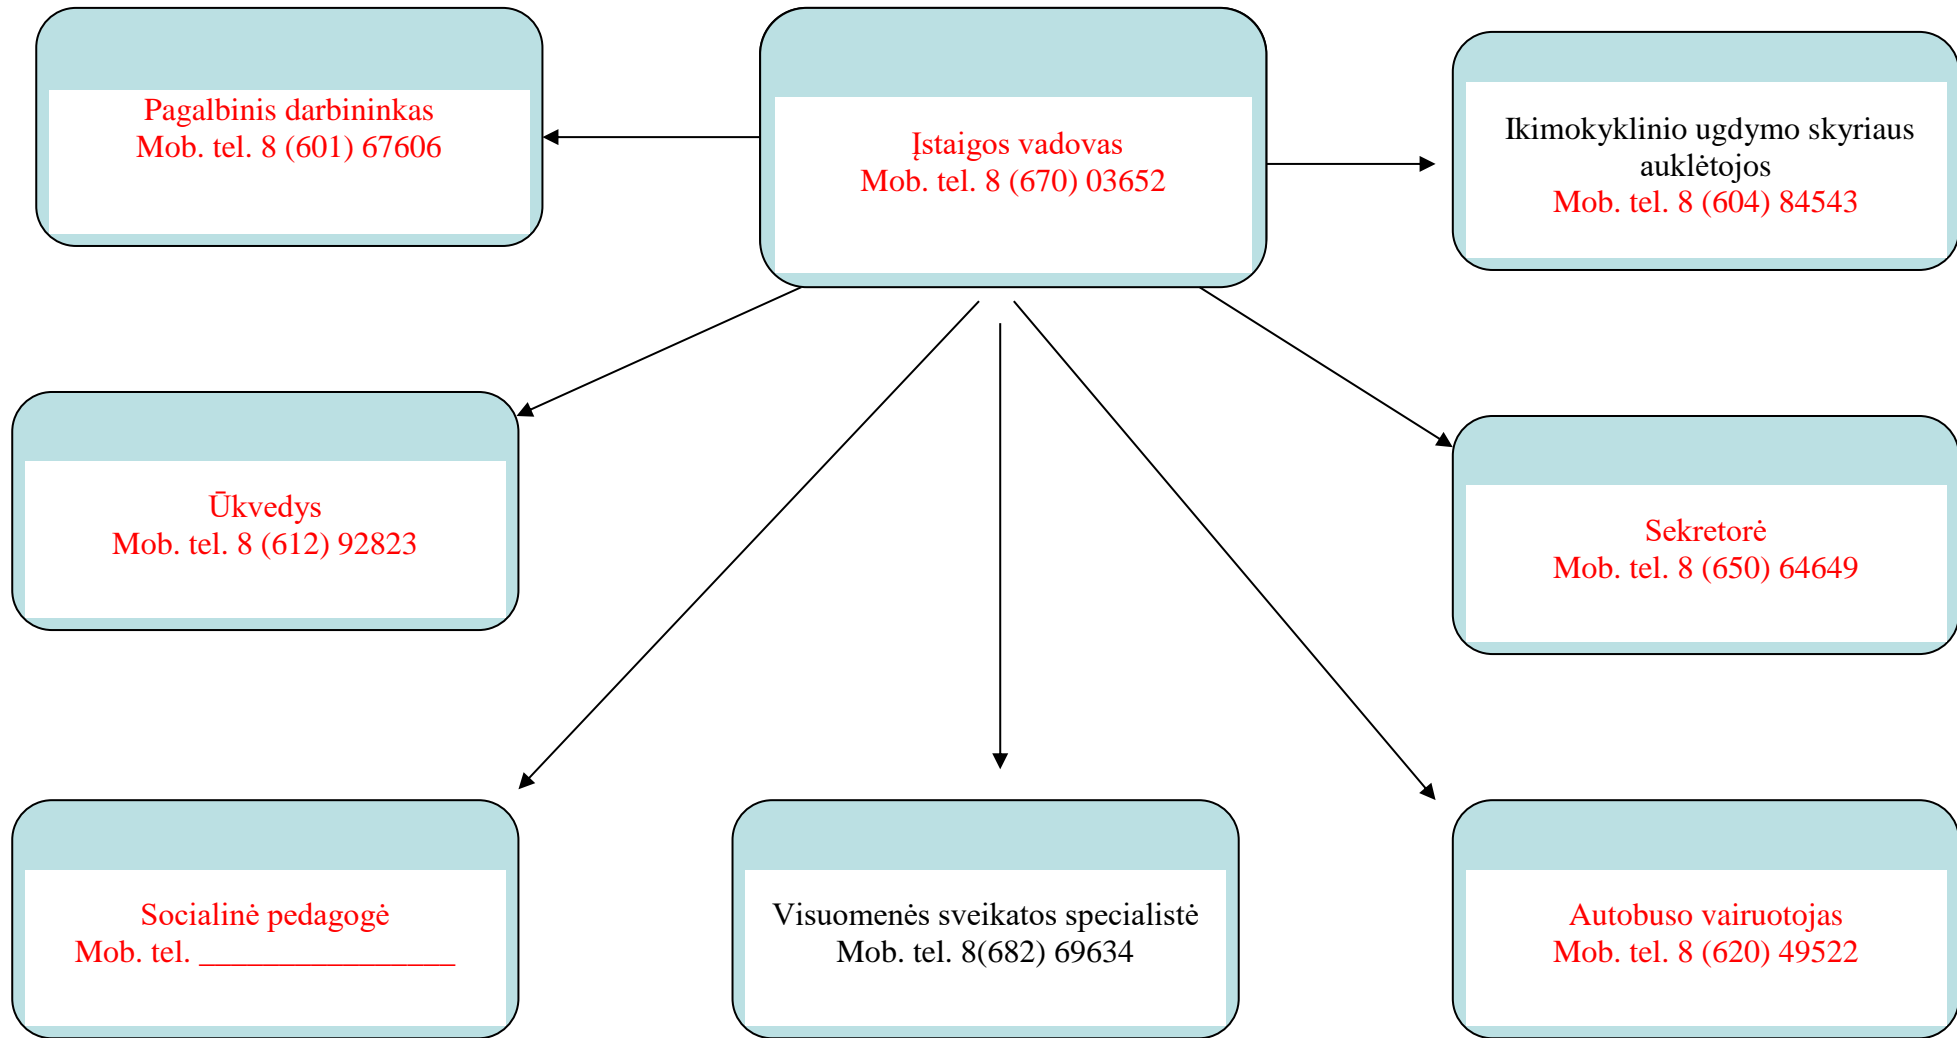 Pagalbinis darbininkas
Mob. tel. 8 (601) 67606
Įstaigos vadovas
Mob. tel. 8 (670) 03652
Ikimokyklinio ugdymo skyriaus
auklėtojos
Mob. tel. 8 (604) 84543
Ūkvedys
Mob. tel. 8 (612) 92823
Sekretorė
Mob. tel. 8 (650) 64649
Socialinė pedagogė
Mob. tel. ________________
Visuomenės sveikatos specialistė
Mob. tel. 8(682) 69634
Autobuso vairuotojas
Mob. tel. 8 (620) 49522